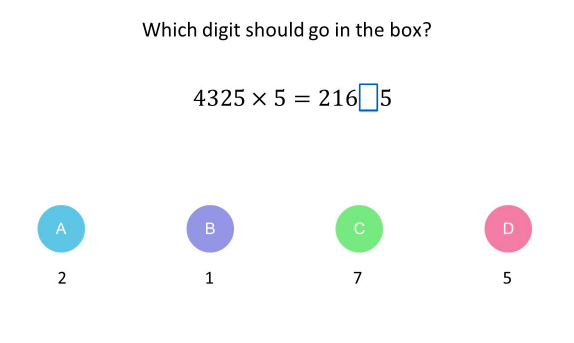 Which digit should go in the box?
4325 × 5 = 216□5
A B C D
2 1 7 5